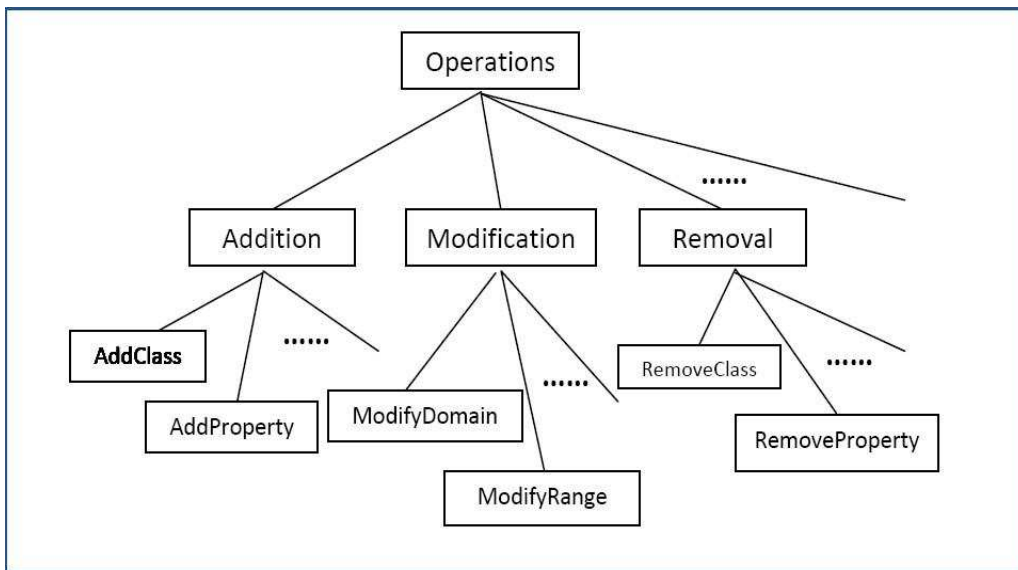 Operations
......
Addition
Modification
Removal
......
AddClass
......
RemoveClass
......
AddProperty
ModifyDomain
RemoveProperty
ModifyRange